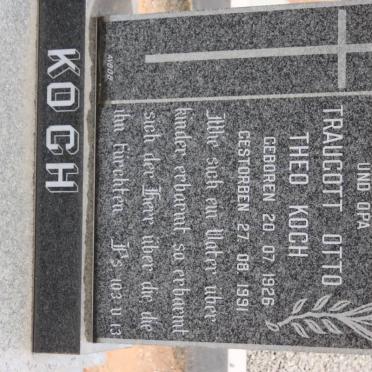 UND OPA
TRAUGOTT OTTO
THEO KOCH
GEBOREN 20 07 1926
GESTORBEN 27 08 1991
Wie sich ein Vater über
kinder erbarmt so erbarmt
sich der Herr über die die
ihn fürchten Ps 103 v 13
KOCH